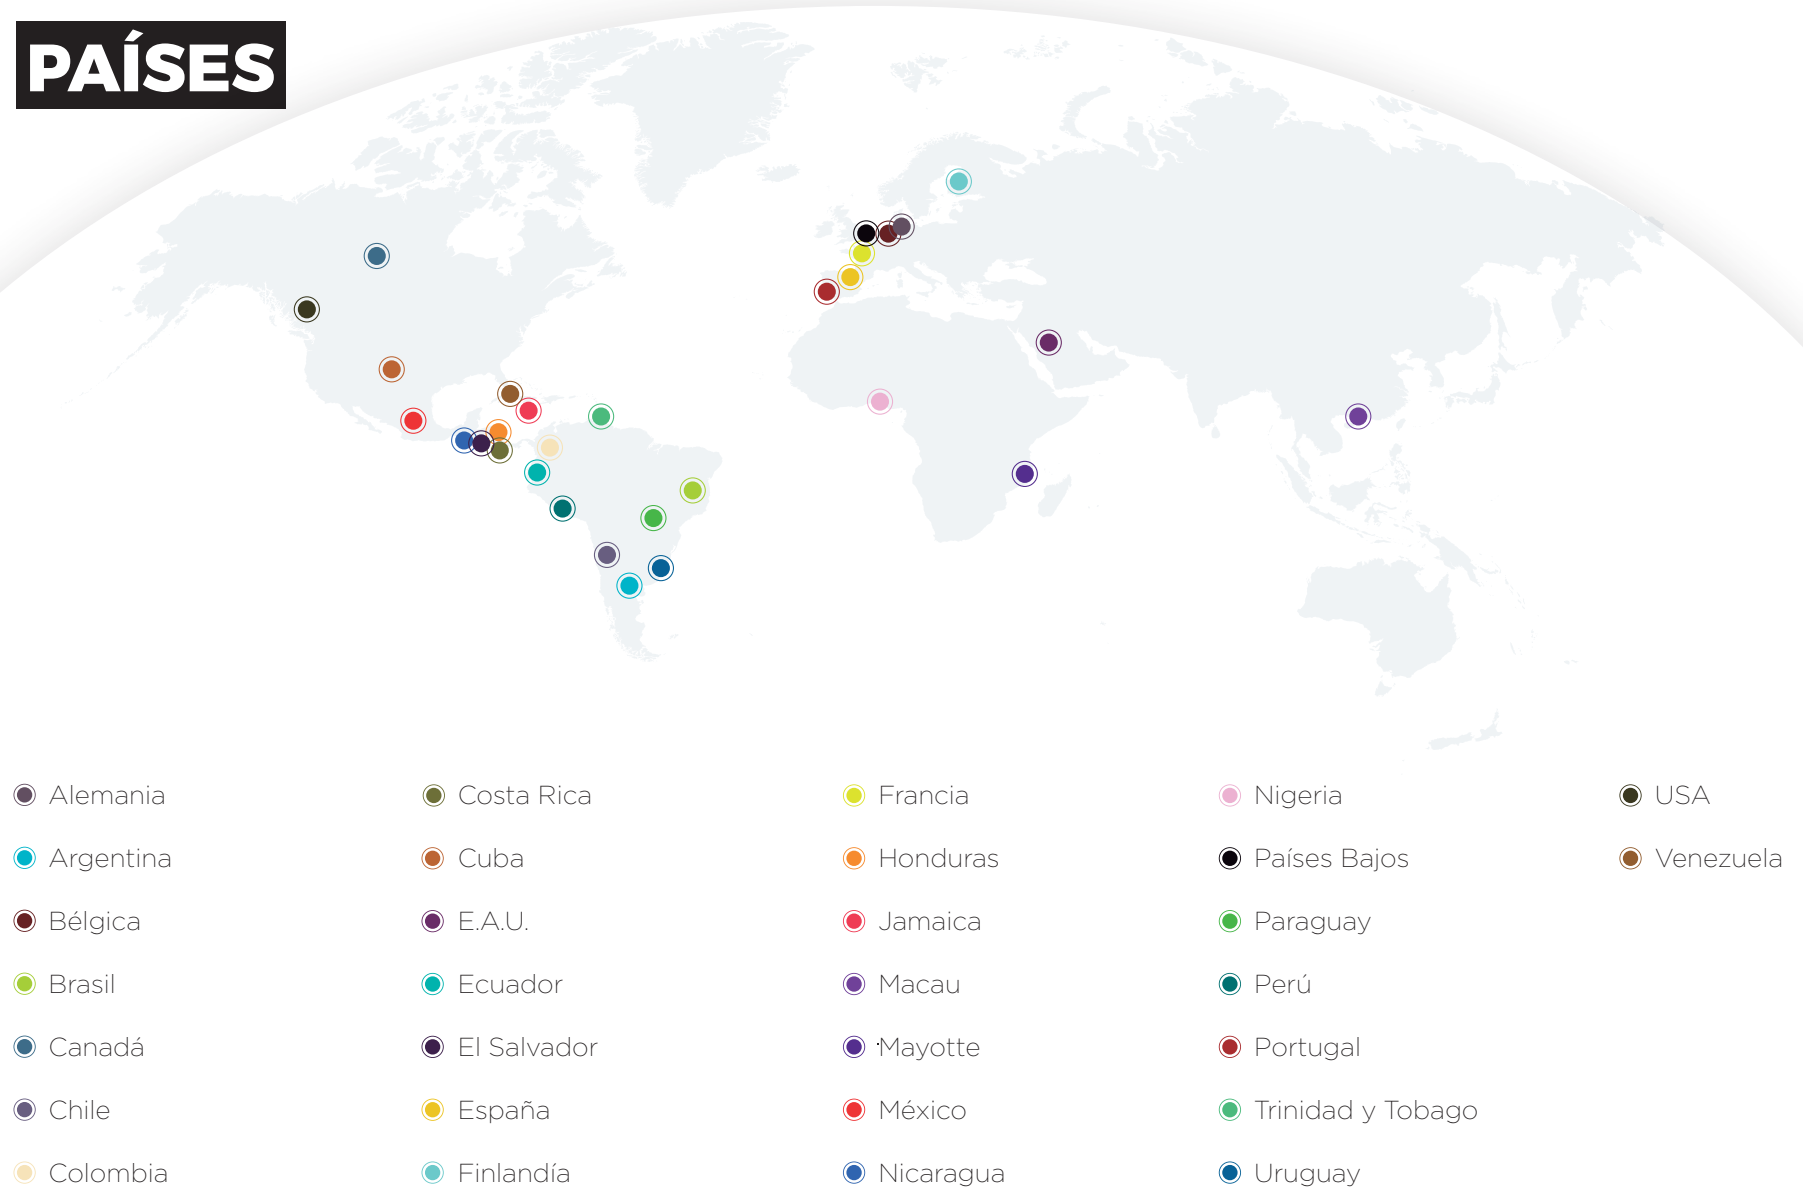 PAÍSES
Alemania
Argentina
Bélgica
Brasil
Canadá
Chile
Colombia
Costa Rica
Cuba
E.A.U.
Ecuador
El Salvador
España
Finlandía
Francia
Honduras
Jamaica
Macau
Mayotte
México
Nicaragua
Nigeria
Países Bajos
Paraguay
Perú
Portugal
Trinidad y Tobago
Uruguay
USA
Venezuela